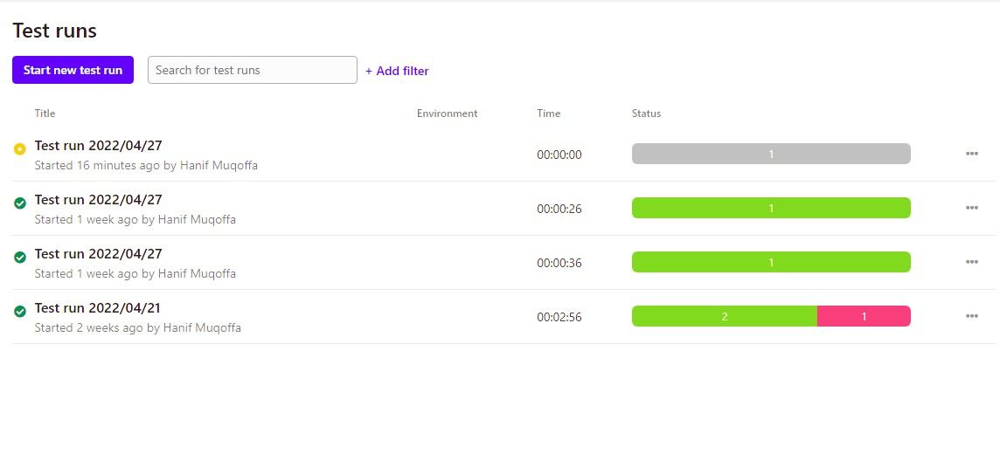 Test runs
Start new test run
Search for test runs
+ Add filter
Title Environment Time Status
Test run 2022/04/27
Started 16 minutes ago by Hanif Muqoffa
00:00:00
1
Test run 2022/04/27
Started 1 week ago by Hanif Muqoffa
00:00:26
1
Test run 2022/04/27
Started 1 week ago by Hanif Muqoffa
00:00:36
1
Test run 2022/04/21
Started 2 weeks ago by Hanif Muqoffa
00:02:56
2 1